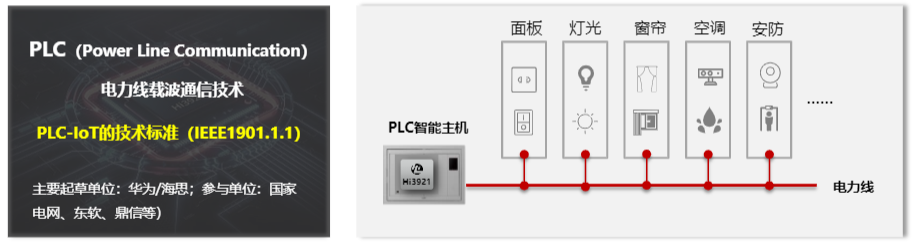 PLC（Power Line Communication）
电力线载波通信技术
PLC-IoT的技术标准（IEEE1901.1.1）
主要起草单位：华为/海思；参与单位：国家
电网、东软、鼎信等）
面板
灯光
窗帘
空调
安防
......
PLC智能主机
Hi3921
电力线